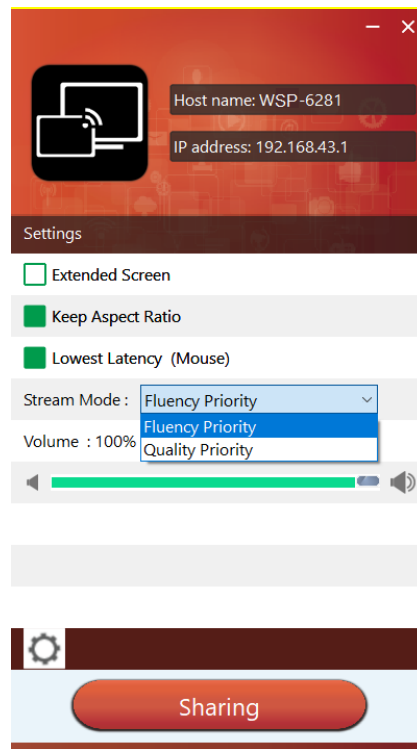 Host name: WSP-6281
IP address: 192.168.43.1
Settings
Extended Screen
Keep Aspect Ratio
Lowest Latency (Mouse)
Stream Mode : Fluency Priority
Fluency Priority
Volume : 100%
Quality Priority
Sharing